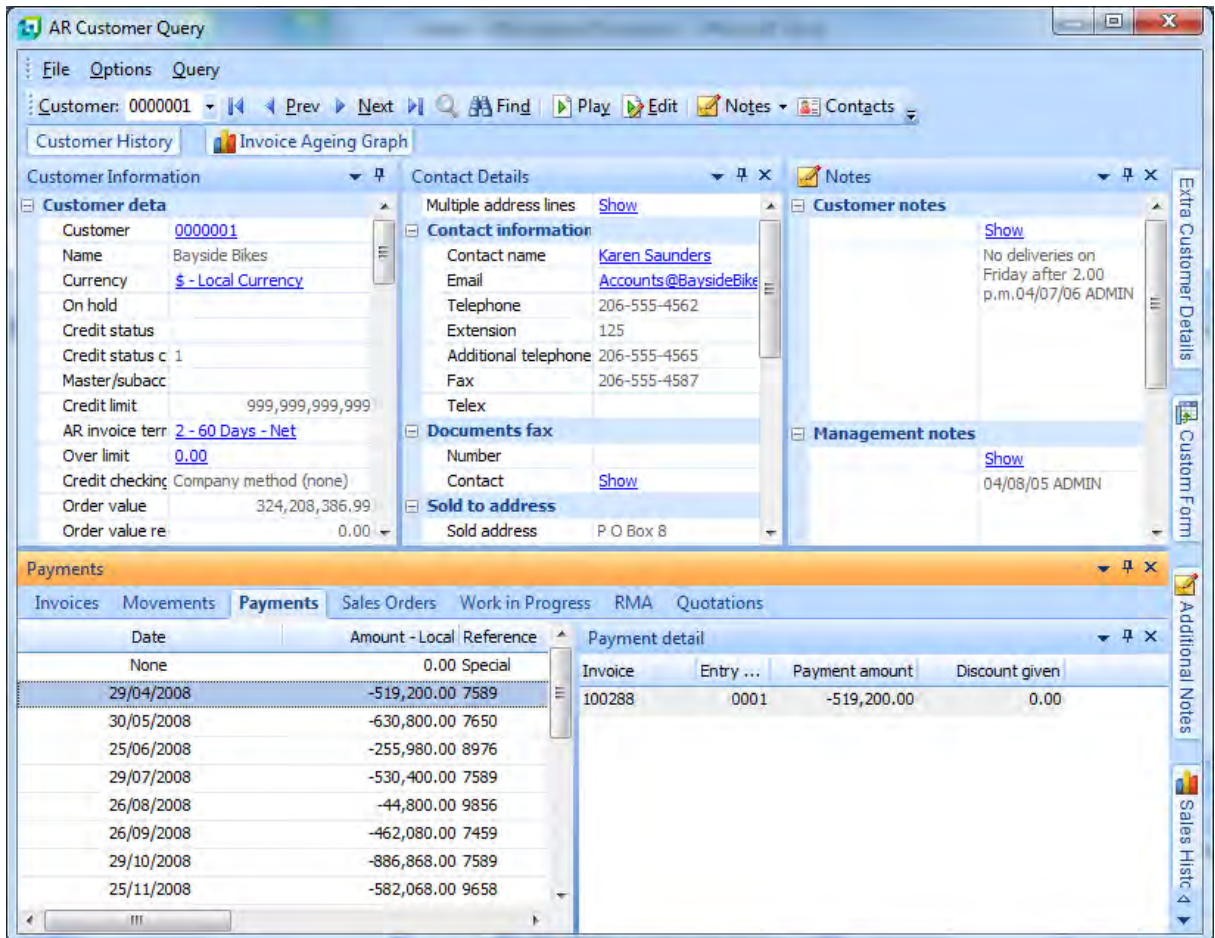 AR Customer Query
File Options Query
Customer: 0000001 Prev Next Find Play Edit Notes Contacts
Customer History Invoice Ageing Graph
Customer Information
Customer deta
Customer 0000001
Name Bayside Bikes
Currency $ - Local Currency
On hold
Credit status
Credit status c 1
Master/subacc
Credit limit 999,999,999,999
AR invoice terr 2 - 60 Days - Net
Over limit 0.00
Credit checking Company method (none)
Order value 324,208,386.99
Order value re 0.00
Contact Details
Multiple address lines Show
Contact information
Contact name Karen Saunders
Email Accounts@BaysideBike
Telephone 206-555-4562
Extension 125
Additional telephone 206-555-4565
Fax 206-555-4587
Telex
Documents fax
Number
Contact Show
Sold to address
Sold address P O Box 8
Notes
Customer notes
Show
No deliveries on
Friday after 2.00
p.m.04/07/06 ADMIN
Management notes
Show
04/08/05 ADMIN
Extra Customer Details
Custom Form
Additional Notes
Sales Histc
Payments
Invoices Movements Payments Sales Orders Work in Progress RMA Quotations
Date Amount - Local Reference
None 0.00 Special
29/04/2008 -519,200.00 7589
30/05/2008 -630,800.00 7650
25/06/2008 -255,980.00 8976
29/07/2008 -530,400.00 7589
26/08/2008 -44,800.00 9856
26/09/2008 -462,080.00 7459
29/10/2008 -886,868.00 7589
25/11/2008 -582,068.00 9658
Payment detail
Invoice Entry ... Payment amount Discount given
100288 0001 -519,200.00 0.00